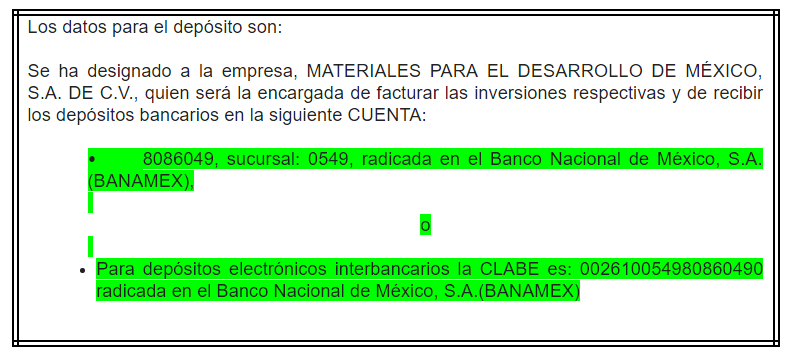 Los datos para el depósito son:
Se ha designado a la empresa, MATERIALES PARA EL DESARROLLO DE MÉXICO,
S.A. DE C.V., quien será la encargada de facturar las inversiones respectivas y de recibir
los depósitos bancarios en la siguiente CUENTA:
• 8086049, sucursal: 0549, radicada en el Banco Nacional de México, S.A.
(BANAMEX),
o
• Para depósitos electrónicos interbancarios la CLABE es: 002610054980860490
radicada en el Banco Nacional de México, S.A.(BANAMEX)